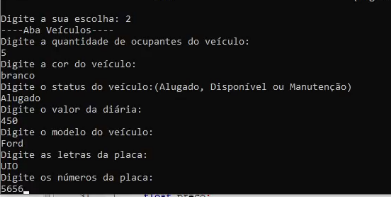 Digite a sua escolha: 2
----Aba Veículos----
Digite a quantidade de ocupantes do veículo:
5
Digite a cor do veículo:
branco
Digite o status do veículo:(Alugado, Disponível ou Manutenção)
Alugado
Digite o valor da diária:
450
Digite o modelo do veículo:
Ford
Digite as letras da placa:
UIO
Digite os números da placa:
5656